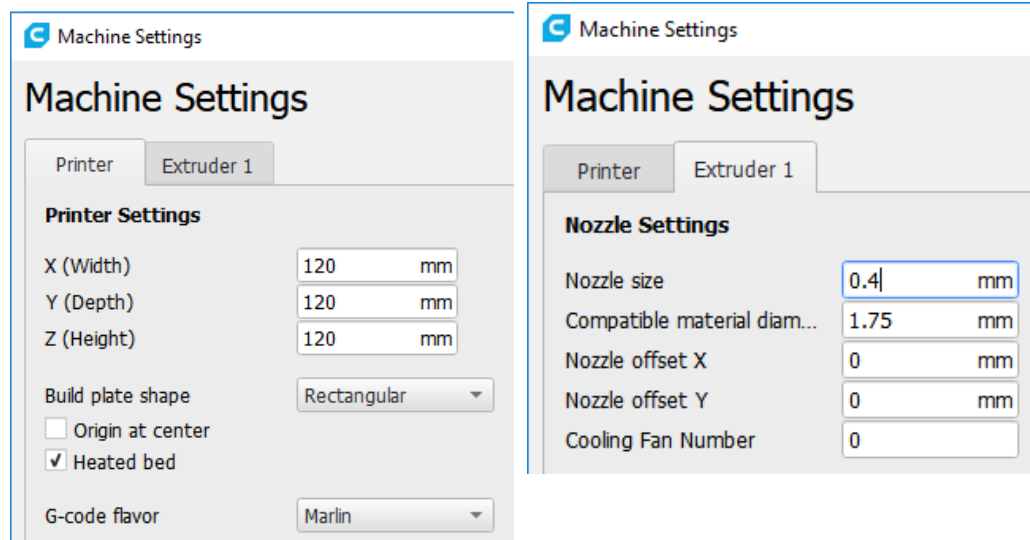 Machine Settings
Machine Settings
Printer Extruder 1
Printer Settings
X (Width) 120 mm
Y (Depth) 120 mm
Z (Height) 120 mm
Build plate shape Rectangular
Origin at center
Heated bed
G-code flavor Marlin
Machine Settings
Machine Settings
Printer Extruder 1
Nozzle Settings
Nozzle size 0.4 mm
Compatible material diam... 1.75 mm
Nozzle offset X 0 mm
Nozzle offset Y 0 mm
Cooling Fan Number 0